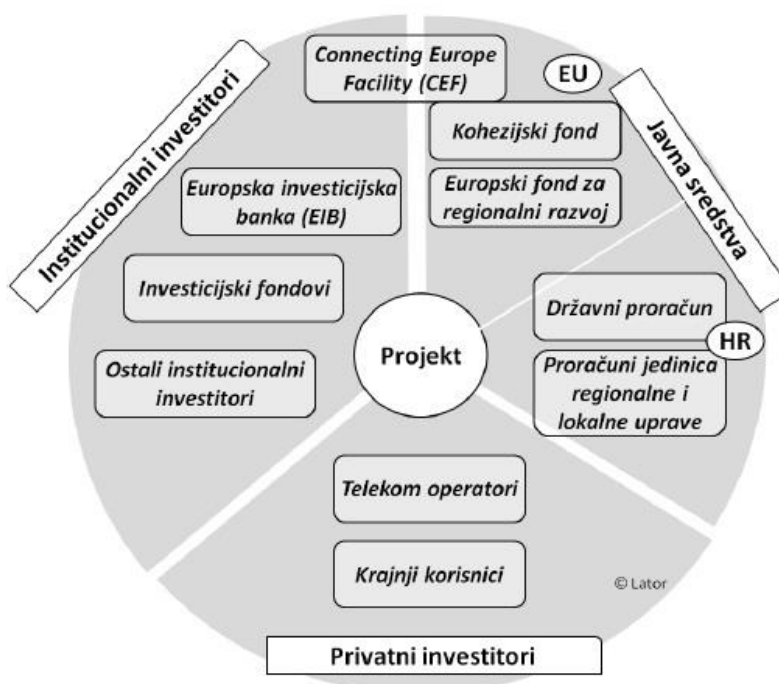 Connecting Europe
Facility (CEF)
EU
Kohezijski fond
Europski fond za
regionalni razvoj
Javna sredstva
Institucionalni investitori
Europska investicijska
banka (EIB)
Investicijski fondovi
Ostali institucionalni
investitori
Projekt
Državni proračun
HR
Proračuni jedinica
regionalne i
lokalne uprave
Telekom operatori
Krajnji korisnici
© Lator
Privatni investitori